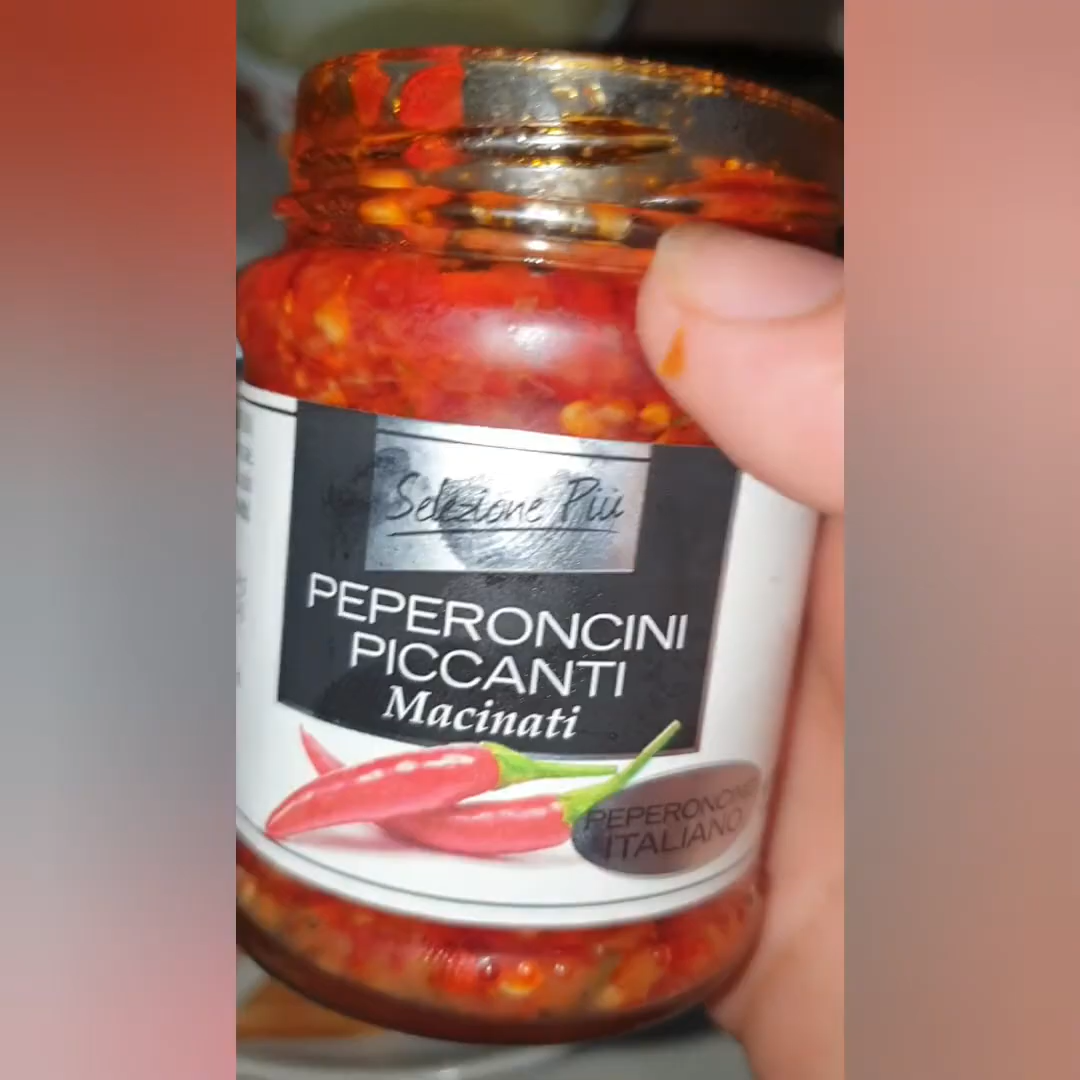 Selezione Più
PEPERONCINI
PICCANTI
Macinati
PEPERONCINO
ITALIANO